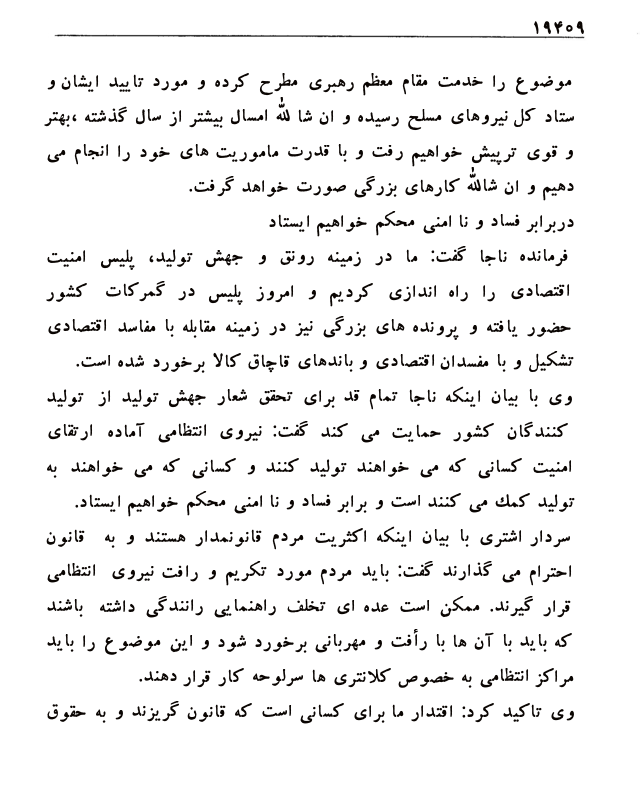 ۱۹۴۰۹
موضوع را خدمت مقام معظم رهبری مطرح کرده و مورد تایید ایشان و
ستاد کل نیروهای مسلح رسیده و ان شا لله امسال بیشتر از سال گذشته ،بهتر
و قوی ترپیش خواهیم رفت و با قدرت ماموریت های خود را انجام می
دهیم و ان شالله کارهای بزرگی صورت خواهد گرفت.
دربرابر فساد و نا امنی محکم خواهیم ایستاد
فرمانده ناجا گفت: ما در زمینه رونق و جهش تولید، پلیس امنیت
اقتصادی را راه اندازی کردیم و امروز پلیس در گمرکات کشور
حضور یافته و پرونده های بزرگی نیز در زمینه مقابله با مفاسد اقتصادی
تشکیل و با مفسدان اقتصادی و باندهای قاچاق کالا برخورد شده است.
وی با بیان اینکه ناجا تمام قد برای تحقق شعار جهش تولید از تولید
کنندگان کشور حمایت می کند گفت: نیروی انتظامی آماده ارتقای
امنیت کسانی که می خواهند تولید کنند و کسانی که می خواهند به
تولید کمك می کنند است و برابر فساد و نا امنی محکم خواهیم ایستاد.
سردار اشتری با بیان اینکه اکثریت مردم قانونمدار هستند و به قانون
احترام می گذارند گفت: باید مردم مورد تکریم و رافت نیروی انتظامی
قرار گیرند. ممکن است عده ای تخلف راهنمایی رانندگی داشته باشند
که باید با آن ها با رأفت و مهربانی برخورد شود و این موضوع را باید
مراکز انتظامی به خصوص کلانتری ها سرلوحه کار قرار دهند.
وی تاکید کرد: اقتدار ما برای کسانی است که قانون گریزند و به حقوق